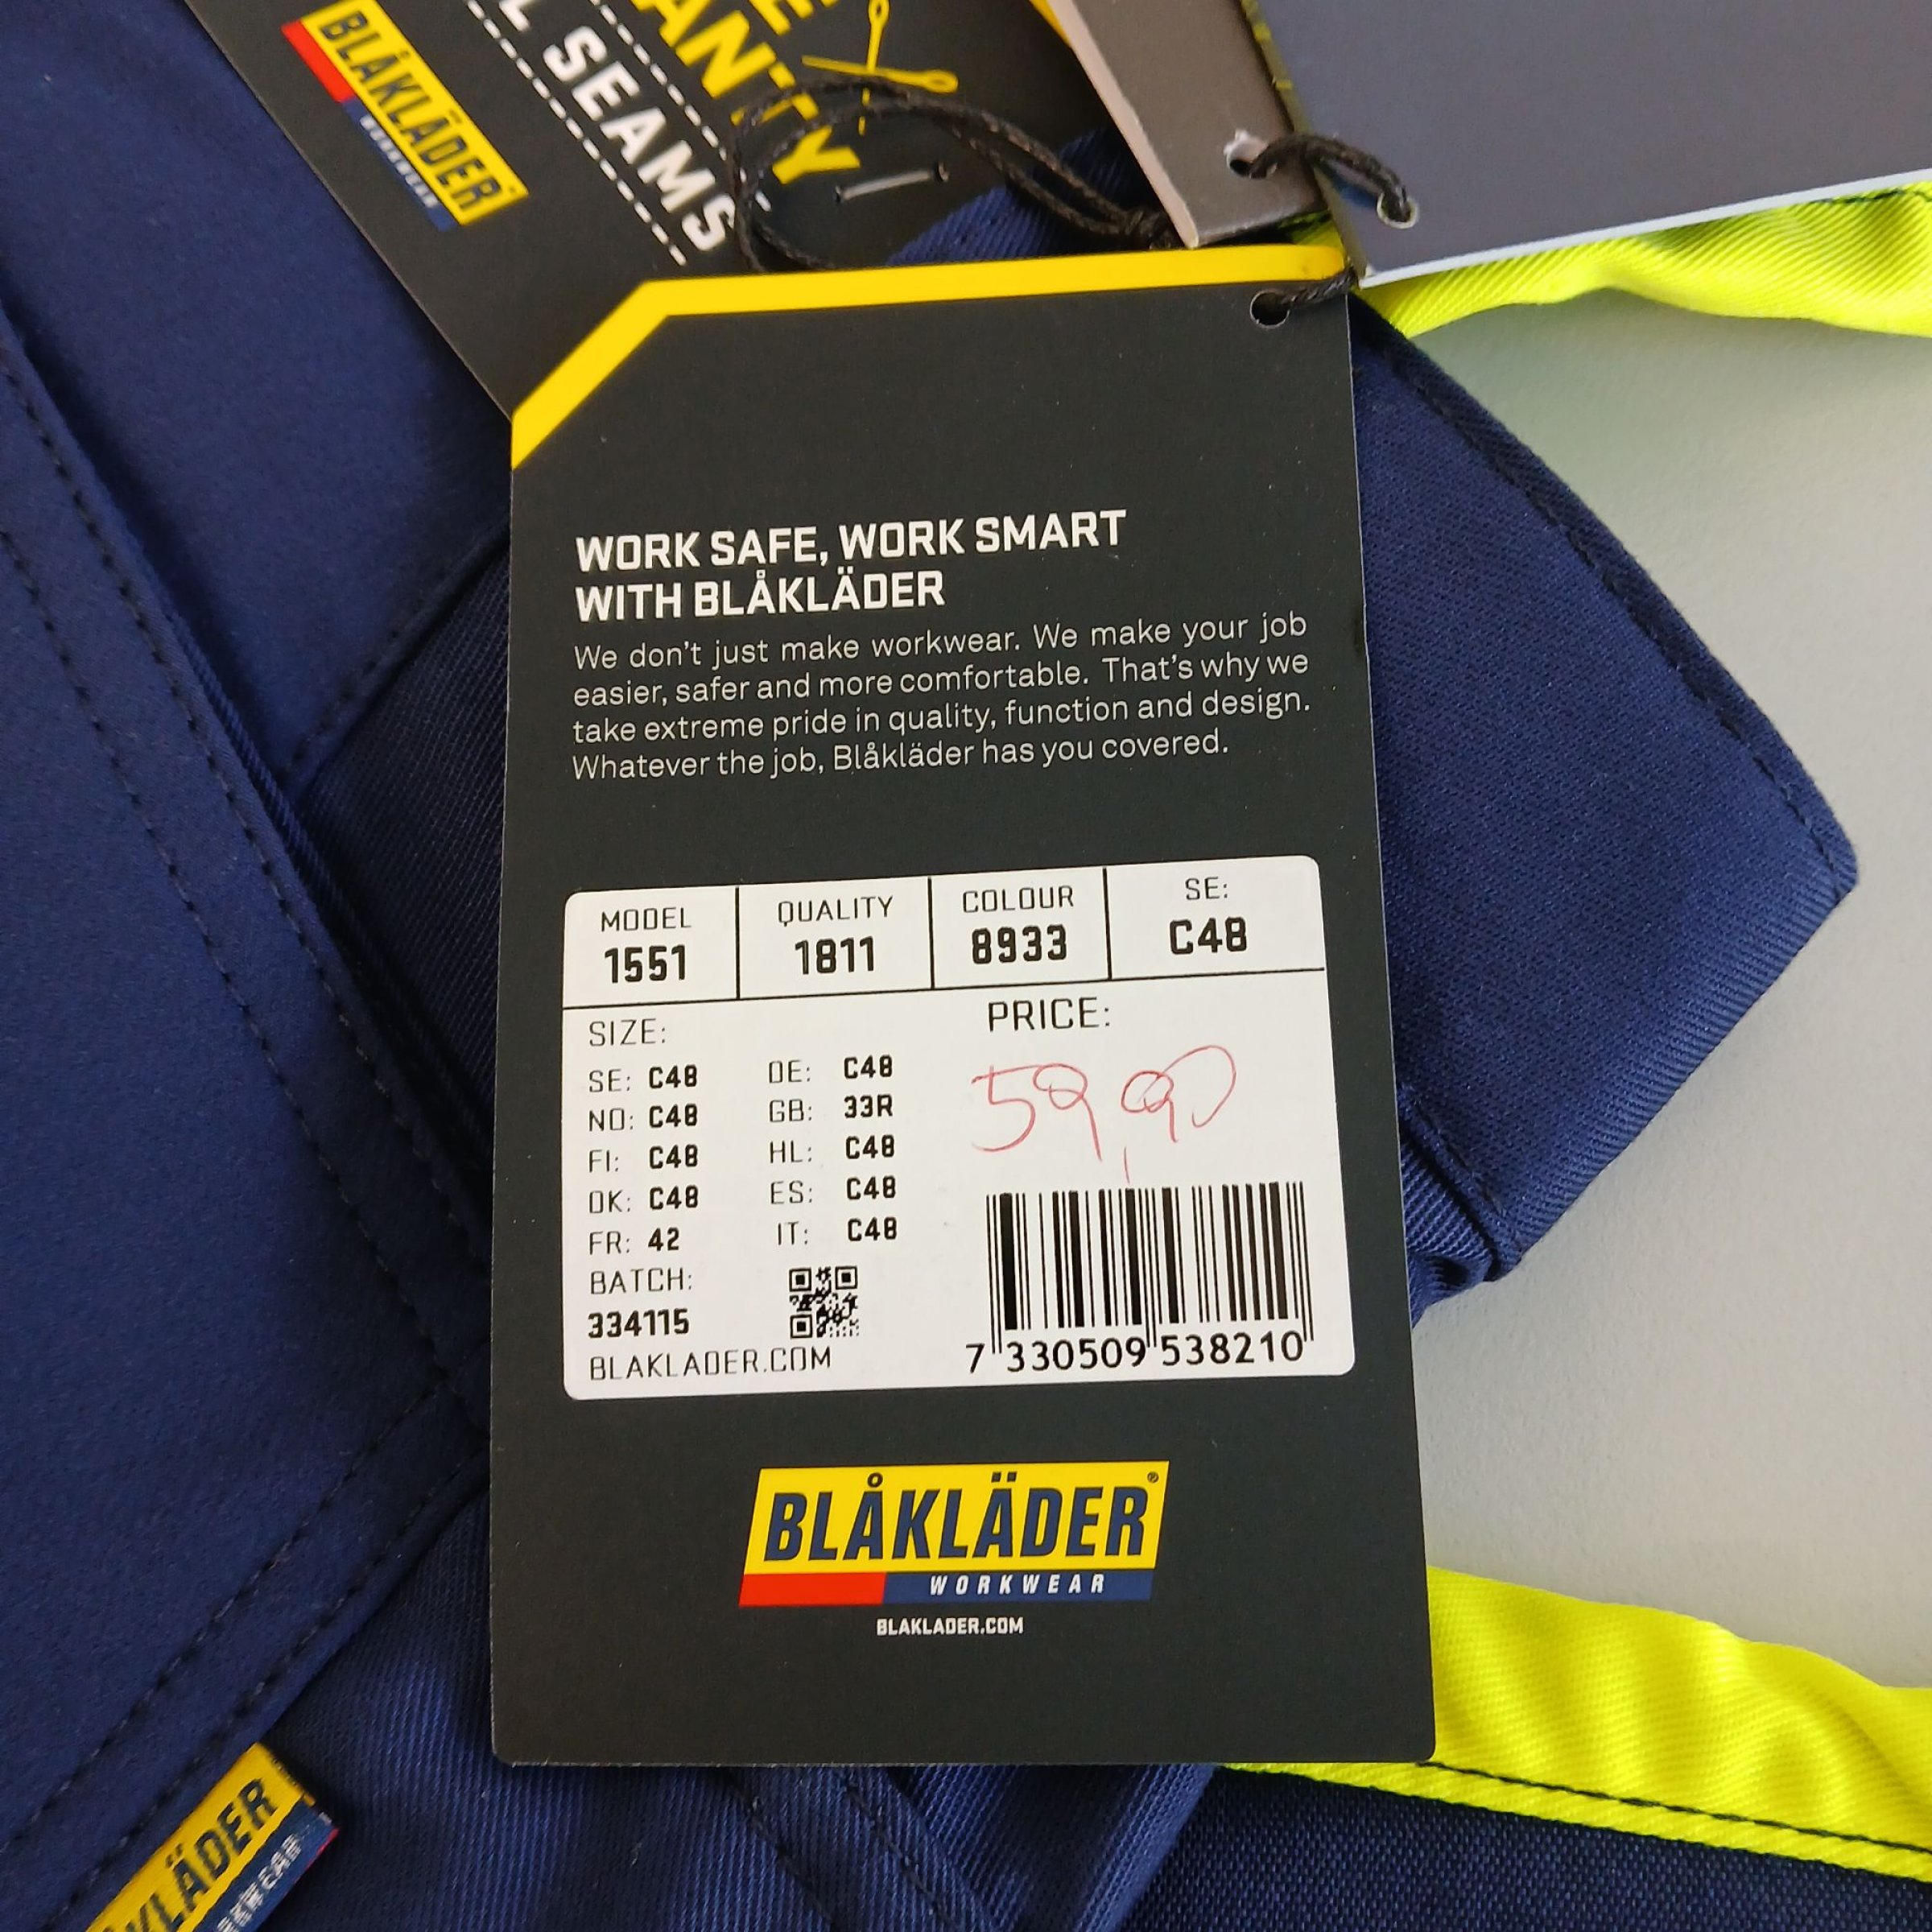 BLÅKLÄDER
WORKWEAR
ANTY
SEAMS
WORK SAFE, WORK SMART
WITH BLÅKLÄDER
We don't just make workwear. We make your job
easier, safer and more comfortable. That's why we
take extreme pride in quality, function and design.
Whatever the job, Blåkläder has you covered.
MODEL QUALITY COLOUR SE:
1551 1811 8933 C48
SIZE: PRICE:
SE: C48 DE: C48
NO: C48 GB: 33R
FI: C48 HL: C48
DK: C48 ES: C48
FR: 42 IT: C48
59,90
BATCH:
334115
BLAKLADER.COM
7 330509 538210
BLÅKLÄDER®
WORKWEAR
BLAKLADER.COM
KLÄDER
RKWEAR